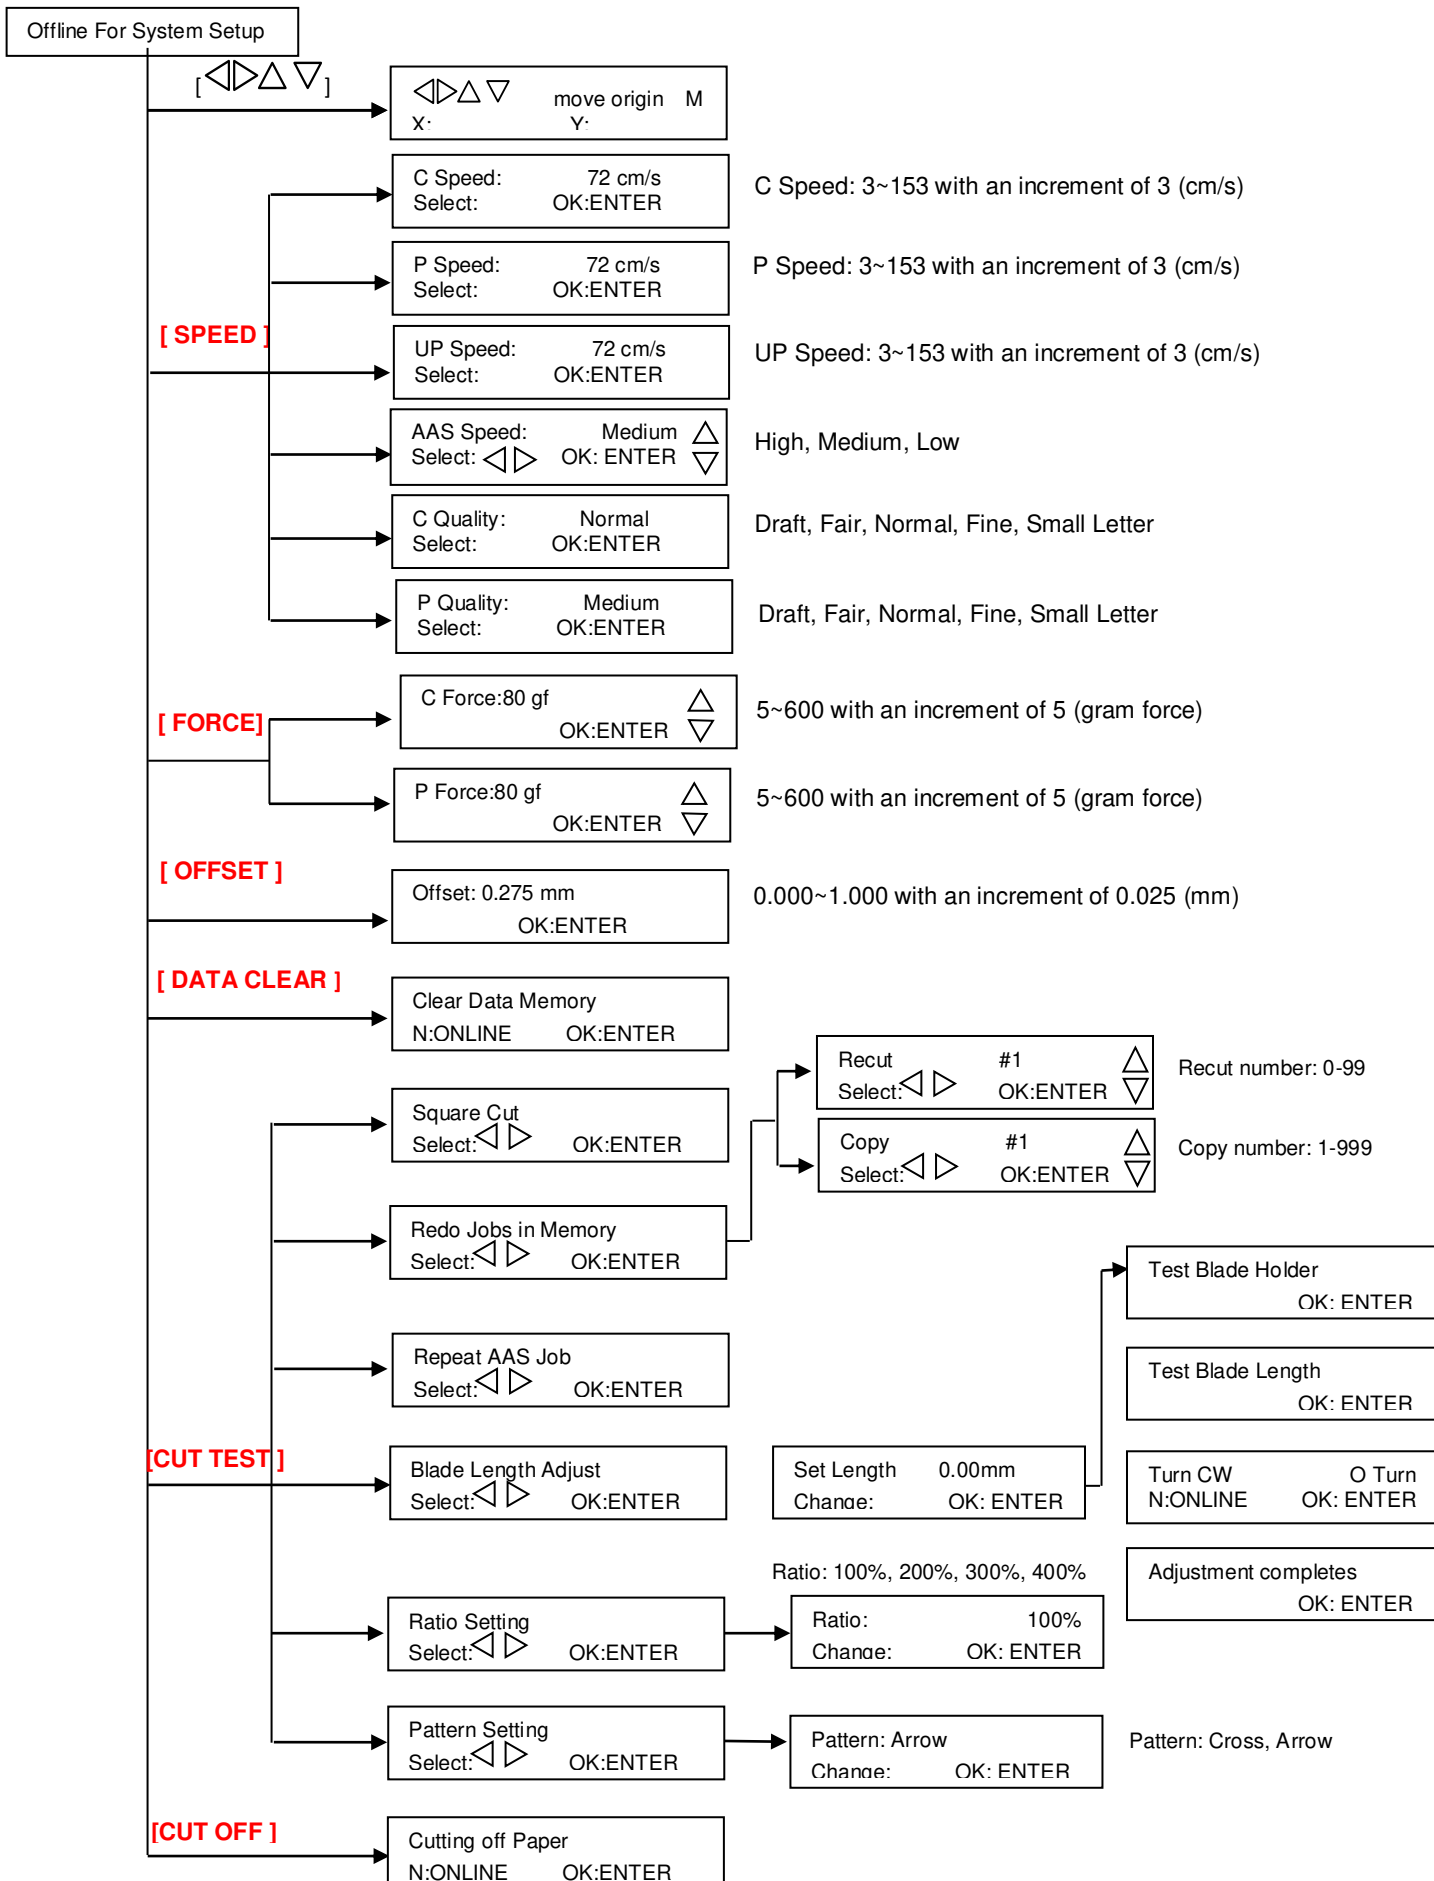 Offline For System Setup
[ ◁▷△ ▽ ]
◁▷△ ▽ move origin M
X: Y:
C Speed: 72 cm/s
Select: OK:ENTER
C Speed: 3~153 with an increment of 3 (cm/s)
P Speed: 72 cm/s
Select: OK:ENTER
P Speed: 3~153 with an increment of 3 (cm/s)
[ SPEED ]
UP Speed: 72 cm/s
Select: OK:ENTER
UP Speed: 3~153 with an increment of 3 (cm/s)
AAS Speed: Medium △
Select: ◁ ▷ OK: ENTER ▽
High, Medium, Low
C Quality: Normal
Select: OK:ENTER
Draft, Fair, Normal, Fine, Small Letter
P Quality: Medium
Select: OK:ENTER
Draft, Fair, Normal, Fine, Small Letter
[ FORCE]
C Force:80 gf △
OK:ENTER ▽
5~600 with an increment of 5 (gram force)
P Force:80 gf △
OK:ENTER ▽
5~600 with an increment of 5 (gram force)
[ OFFSET ]
Offset: 0.275 mm
OK:ENTER
0.000~1.000 with an increment of 0.025 (mm)
[ DATA CLEAR ]
Clear Data Memory
N:ONLINE OK:ENTER
Recut #1 △
Select:◁ ▷ OK:ENTER ▽
Recut number: 0-99
Square Cut
Select:◁ ▷ OK:ENTER
Copy #1 △
Select:◁ ▷ OK:ENTER ▽
Copy number: 1-999
Redo Jobs in Memory
Select:◁ ▷ OK:ENTER
Test Blade Holder
OK: ENTER
Repeat AAS Job
Select:◁ ▷ OK:ENTER
Test Blade Length
OK: ENTER
[CUT TEST ]
Blade Length Adjust
Select:◁ ▷ OK:ENTER
Set Length 0.00mm
Change: OK: ENTER
Turn CW O Turn
N:ONLINE OK: ENTER
Ratio: 100%, 200%, 300%, 400%
Adjustment completes
OK: ENTER
Ratio Setting
Select:◁ ▷ OK:ENTER
Ratio: 100%
Change: OK: ENTER
Pattern Setting
Select:◁ ▷ OK:ENTER
Pattern: Arrow
Change: OK: ENTER
Pattern: Cross, Arrow
[CUT OFF ]
Cutting off Paper
N:ONLINE OK:ENTER